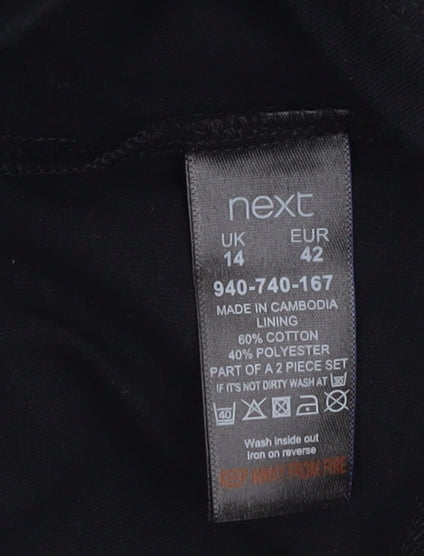 next
UK EUR
14 42
940-740-167
MADE IN CAMBODIA
LINING
60% COTTON
40% POLYESTER
PART OF A 2 PIECE SET
IF IT'S NOT DIRTY WASH AT 30
40
Wash inside out
Iron on reverse
KEEP AWAY FROM FIRE